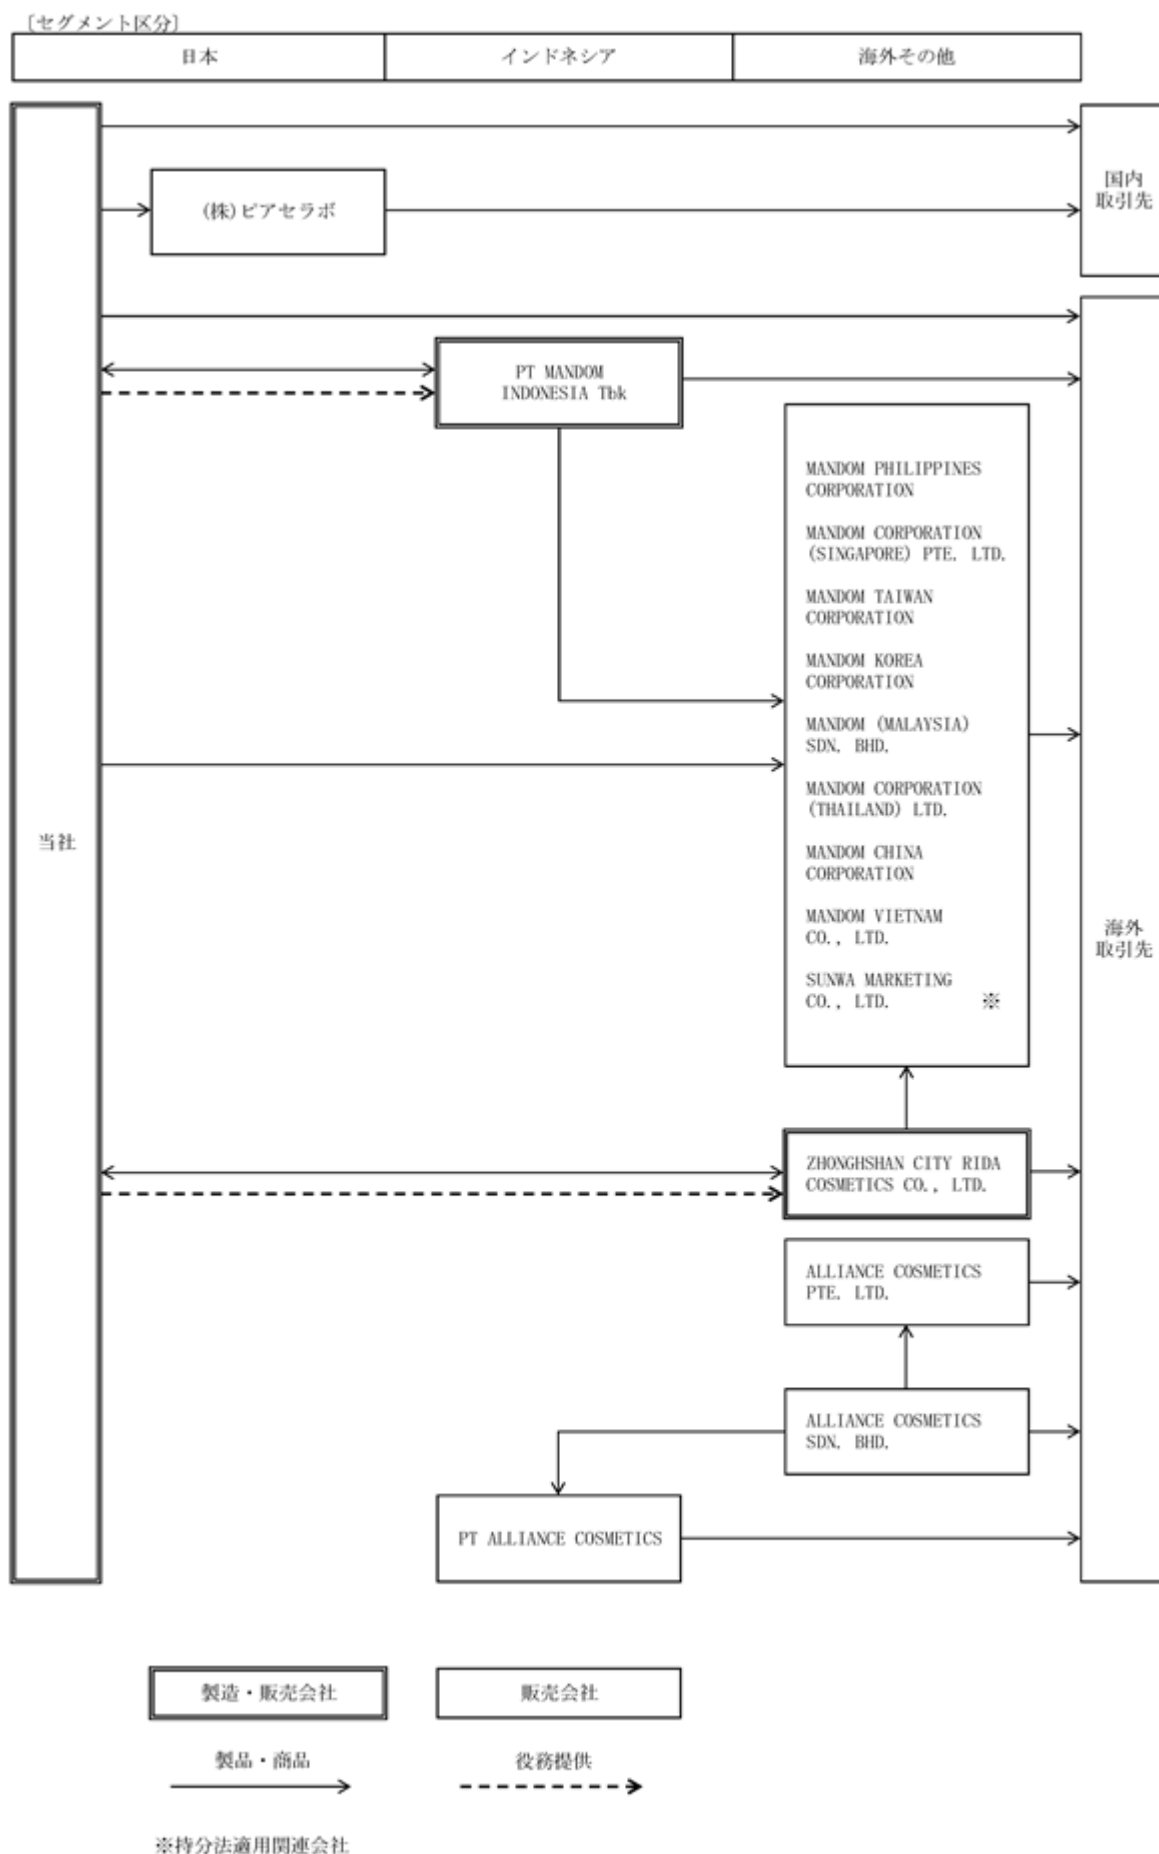 [セグメント区分]
日本
インドネシア
海外その他
国内
取引先
(株)ピアセラボ
PT MANDOM
INDONESIA Tbk
MANDOM PHILIPPINES
CORPORATION
MANDOM CORPORATION
(SINGAPORE) PTE. LTD.
MANDOM TAIWAN
CORPORATION
MANDOM KOREA
CORPORATION
MANDOM (MALAYSIA)
SDN. BHD.
MANDOM CORPORATION
(THAILAND) LTD.
当社
MANDOM CHINA
CORPORATION
MANDOM VIETNAM
CO., LTD.
海外
取引先
SUNWA MARKETING
CO., LTD. ※
ZHONGHSHAN CITY RIDA
COSMETICS CO., LTD.
ALLIANCE COSMETICS
PTE. LTD.
ALLIANCE COSMETICS
SDN. BHD.
PT ALLIANCE COSMETICS
製造・販売会社
販売会社
製品・商品
役務提供
※持分法適用関連会社